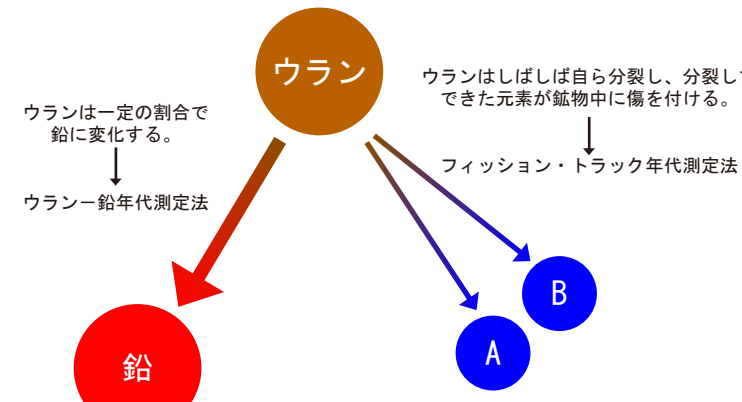 ウラン
ウランは一定の割合で
鉛に変化する。
ウラン－鉛年代測定法
ウランはしばしば自ら分裂し、分裂して
できた元素が鉱物中に傷を付ける。
フィッション・トラック年代測定法
鉛
A
B